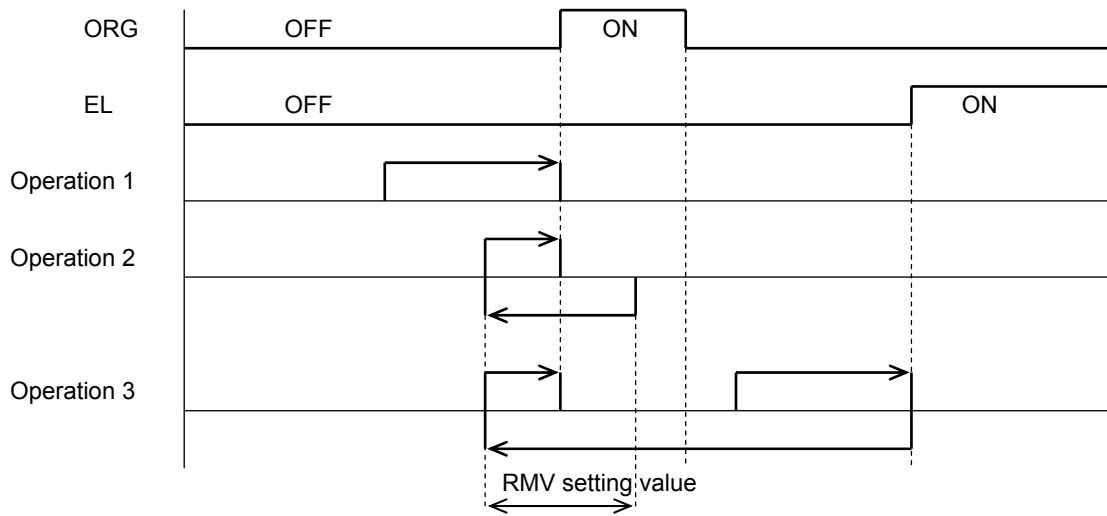 ORG OFF ON
EL OFF ON
Operation 1
Operation 2
Operation 3
RMV setting value